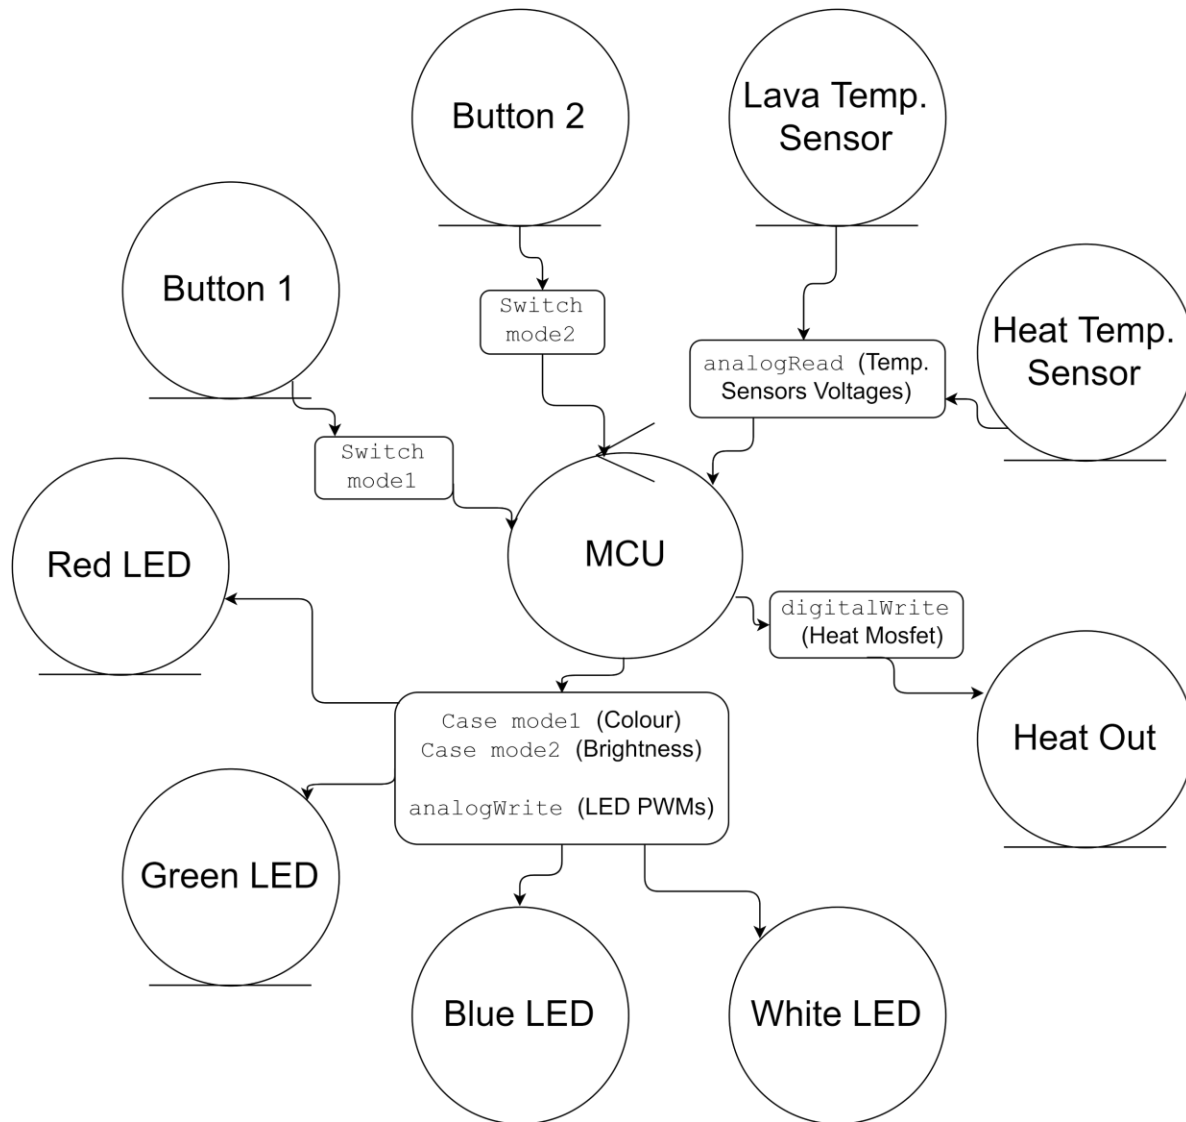 Button 2
Lava Temp.
Sensor
Button 1
Switch
mode2
Heat Temp.
Sensor
analogRead (Temp.
Sensors Voltages)
Switch
mode1
MCU
Red LED
digitalWrite
(Heat Mosfet)
Case mode1 (Colour)
Case mode2 (Brightness)
analogWrite (LED PWMs)
Heat Out
Green LED
Blue LED
White LED